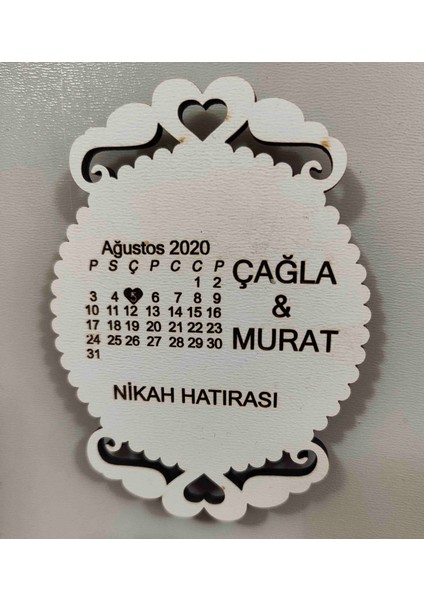 Ağustos 2020
P S Ç P C C P
1 2
3 4 5 6 7 8 9
10 11 12 13 14 15 16
17 18 19 20 21 22 23
24 25 26 27 28 29 30
31
ÇAĞLA
&
MURAT
NİKAH HATIRASI